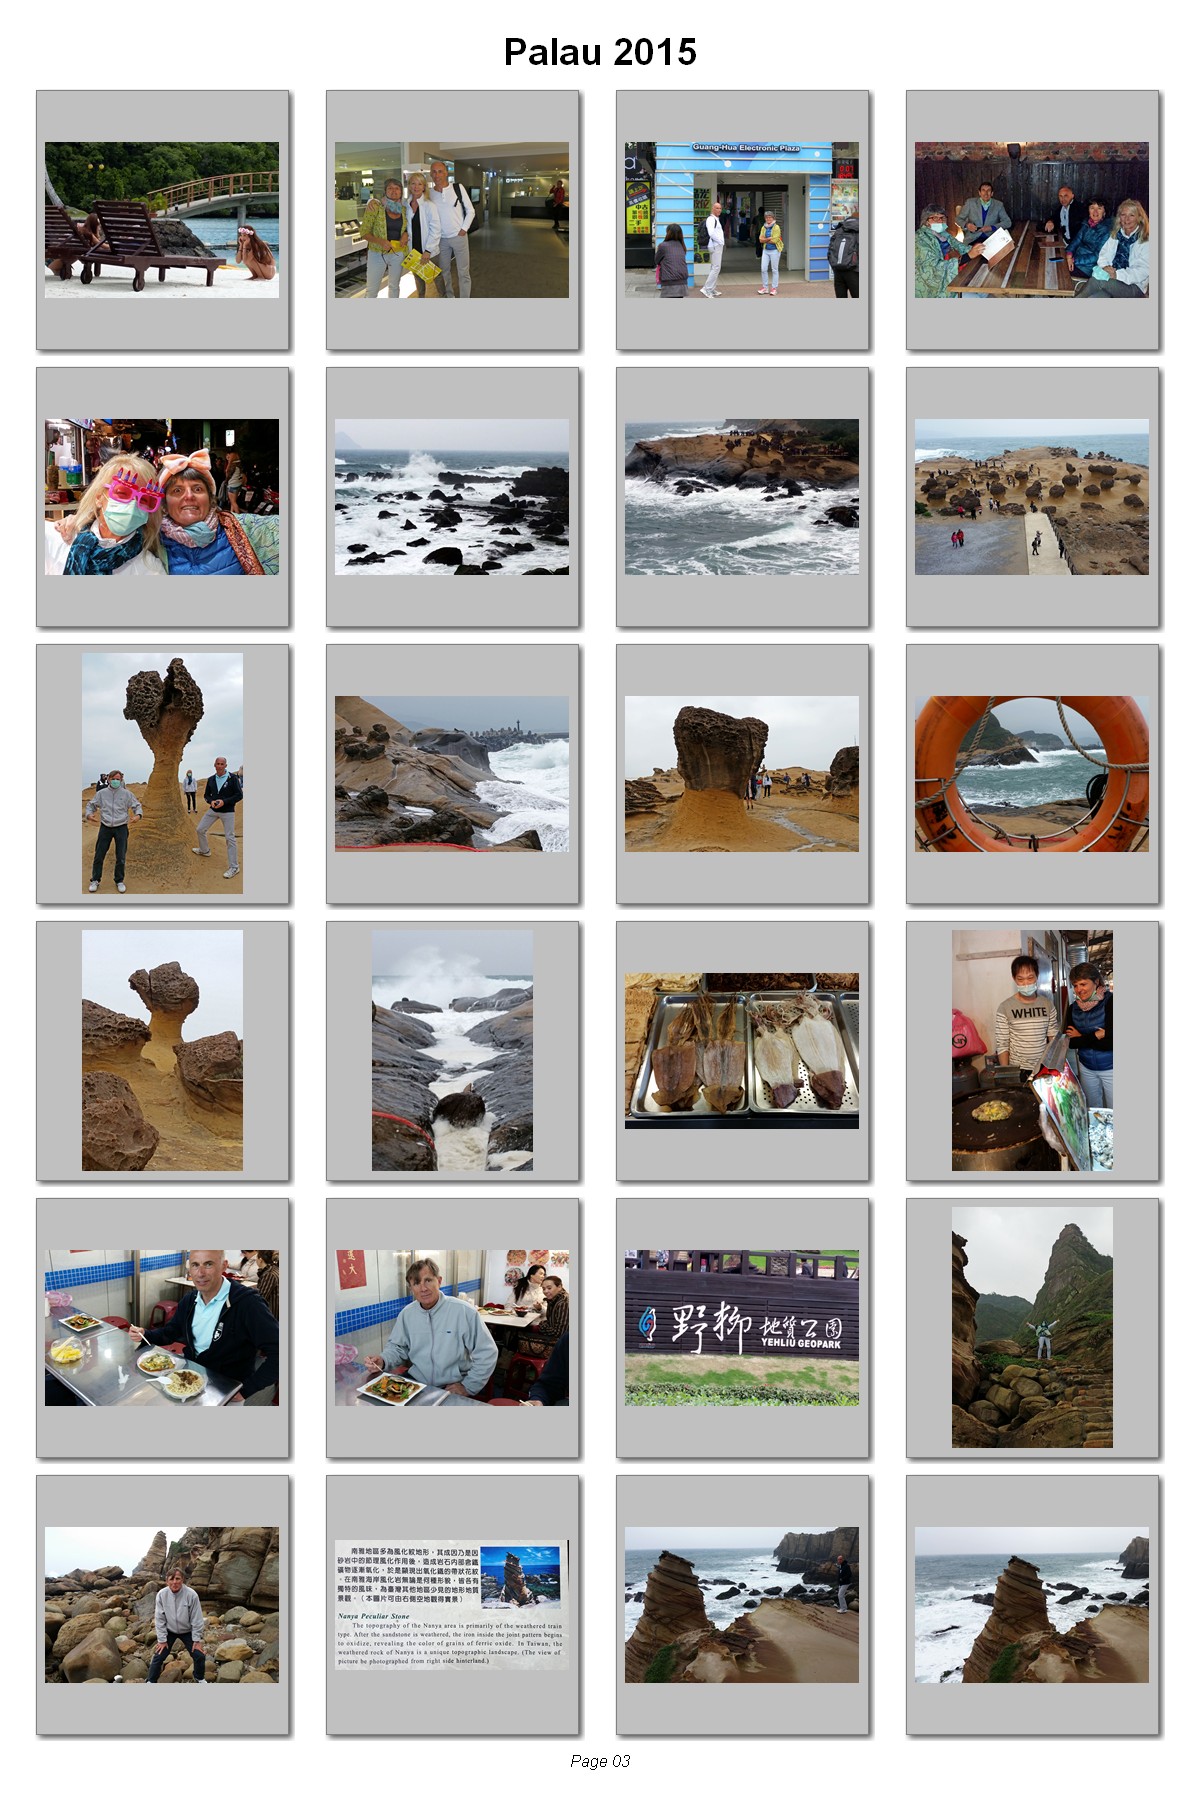 Palau 2015
Guang-Hua Electronic Plaza
WHITE
野柳 地質公園
YEHLIU GEOPARK
南雅地區多為風化紋地形，其成因乃是因
砂岩中的節理風化作用後，造成岩石內部含鐵
礦物逐漸氧化，於是顯現出氧化鐵的帶狀花紋
。在南雅海岸風化岩無論是何種形貌，皆各有
獨特的風味，為臺灣其他地區少見的地形地質
景觀。（本圖片可由右側空地觀得實景）
Nanya Peculiar Stone
The topography of the Nanya area is primarily of the weathered train
type. After the sandstone is weathered, the iron inside the joint pattern begins
to oxidize, revealing the color of grains of ferric oxide. In Taiwan, the
weathered rock of Nanya is a unique topographic landscape. (The view of
picture be photographed from right side hinterland.)
Page 03